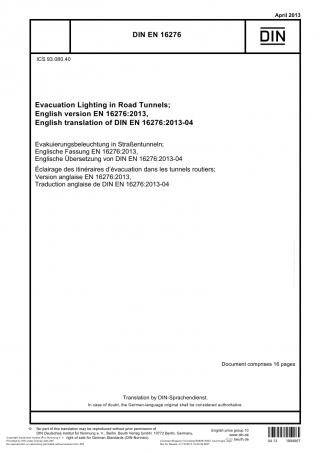 April 2013
DIN EN 16276
DIN
ICS 93.080.40
Evacuation Lighting in Road Tunnels;
English version EN 16276:2013,
English translation of DIN EN 16276:2013-04
Evakuierungsbeleuchtung in Straßentunneln;
Englische Fassung EN 16276:2013,
Englische Übersetzung von DIN EN 16276:2013-04
Éclairage des itinéraires d'évacuation dans les tunnels routiers;
Version anglaise EN 16276:2013,
Traduction anglaise de DIN EN 16276:2013-04
Document comprises 16 pages
Translation by DIN-Sprachendienst.
In case of doubt, the German-language original shall be considered authoritative.
© No part of this translation may be reproduced without prior permission of
DIN Deutsches Institut für Normung e. V., Berlin. Beuth Verlag GmbH, 10772 Berlin, Germany,
right of sale for German Standards (DIN-Normen).
English price group 10
www.din.de
www.beuth.de
04.13